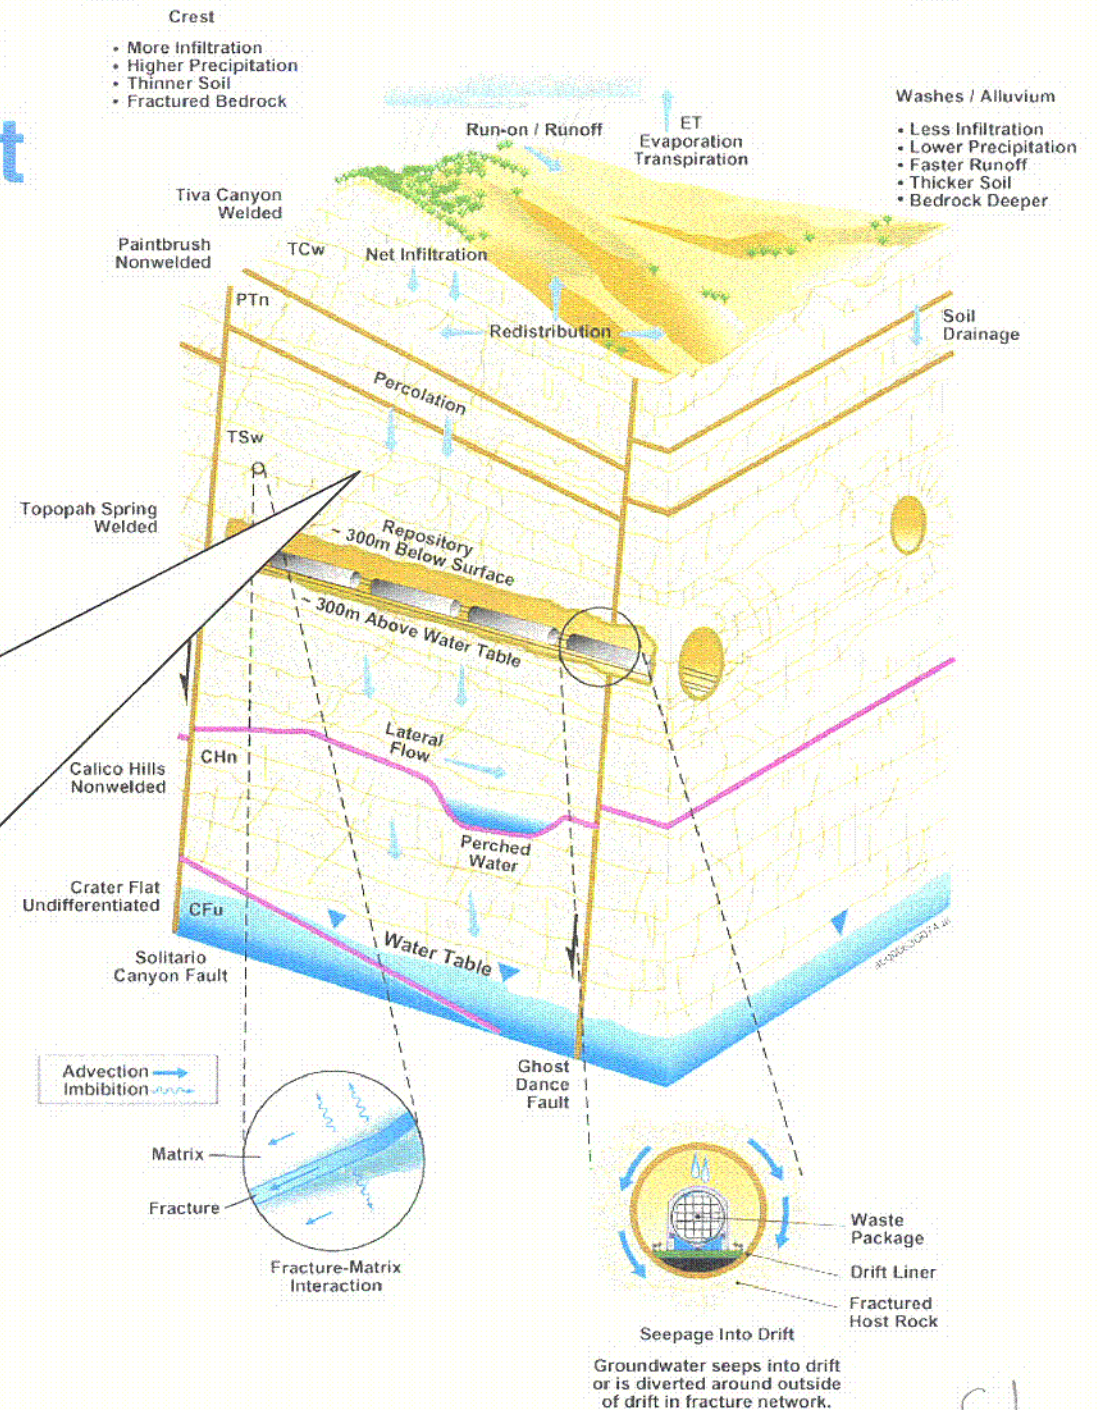 Crest
• More Infiltration
• Higher Precipitation
• Thinner Soil
• Fractured Bedrock
t
Run-on / Runoff
ET
Evaporation
Transpiration
Washes / Alluvium
• Less Infiltration
• Lower Precipitation
• Faster Runoff
• Thicker Soil
• Bedrock Deeper
Tiva Canyon
Welded
Paintbrush
Nonwelded
TCw
Net Infiltration
PTn
Redistribution
Soil
Drainage
Percolation
TSw
Topopah Spring
Welded
Repository
~ 300m Below Surface
~ 300m Above Water Table
Lateral
Flow
CHn
Calico Hills
Nonwelded
Perched
Water
Crater Flat
Undifferentiated
CFu
Water Table
Solitario
Canyon Fault
Ghost
Dance
Fault
Advection
Imbibition
Matrix
Fracture
Fracture-Matrix
Interaction
Waste
Package
Drift Liner
Fractured
Host Rock
Seepage Into Drift
Groundwater seeps into drift
or is diverted around outside
of drift in fracture network.